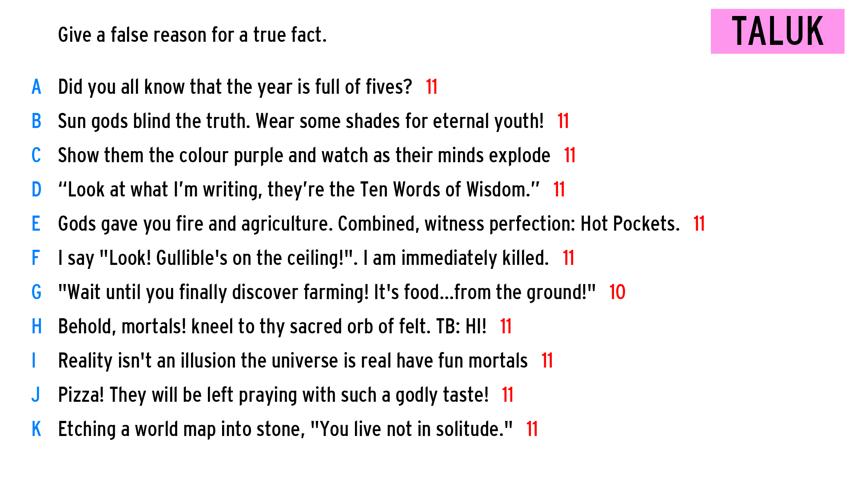 Give a false reason for a true fact.
TALUK
A Did you all know that the year is full of fives? 11
B Sun gods blind the truth. Wear some shades for eternal youth! 11
C Show them the colour purple and watch as their minds explode 11
D “Look at what I’m writing, they’re the Ten Words of Wisdom.” 11
E Gods gave you fire and agriculture. Combined, witness perfection: Hot Pockets. 11
F I say "Look! Gullible's on the ceiling!". I am immediately killed. 11
G "Wait until you finally discover farming! It's food...from the ground!" 10
H Behold, mortals! kneel to thy sacred orb of felt. TB: HI! 11
I Reality isn't an illusion the universe is real have fun mortals 11
J Pizza! They will be left praying with such a godly taste! 11
K Etching a world map into stone, "You live not in solitude." 11